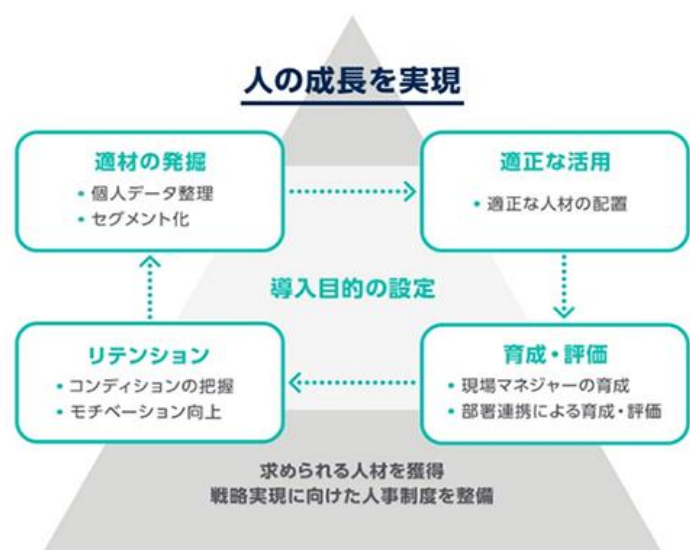 人の成長を実現
適材の発掘
• 個人データ整理
• セグメント化
適正な活用
• 適正な人材の配置
導入目的の設定
リテンション
• コンディションの把握
• モチベーション向上
育成・評価
• 現場マネジャーの育成
• 部署連携による育成・評価
求められる人材を獲得
戦略実現に向けた人事制度を整備